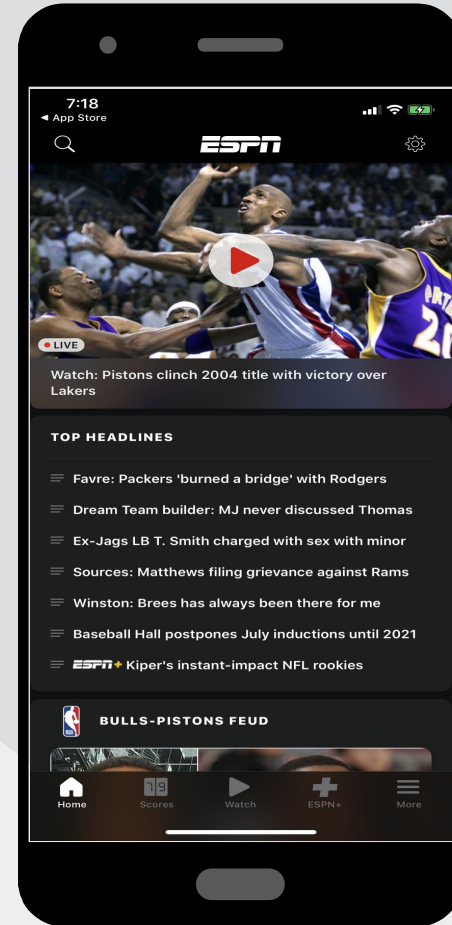 7:18
◀ App Store
ESPN
LIVE
Watch: Pistons clinch 2004 title with victory over
Lakers
TOP HEADLINES
Favre: Packers 'burned a bridge' with Rodgers
Dream Team builder: MJ never discussed Thomas
Ex-Jags LB T. Smith charged with sex with minor
Sources: Matthews filing grievance against Rams
Winston: Brees has always been there for me
Baseball Hall postpones July inductions until 2021
ESPN+ Kiper's instant-impact NFL rookies
NBA
BULLS-PISTONS FEUD
7 9
Home
Scores
Watch
ESPN+
More